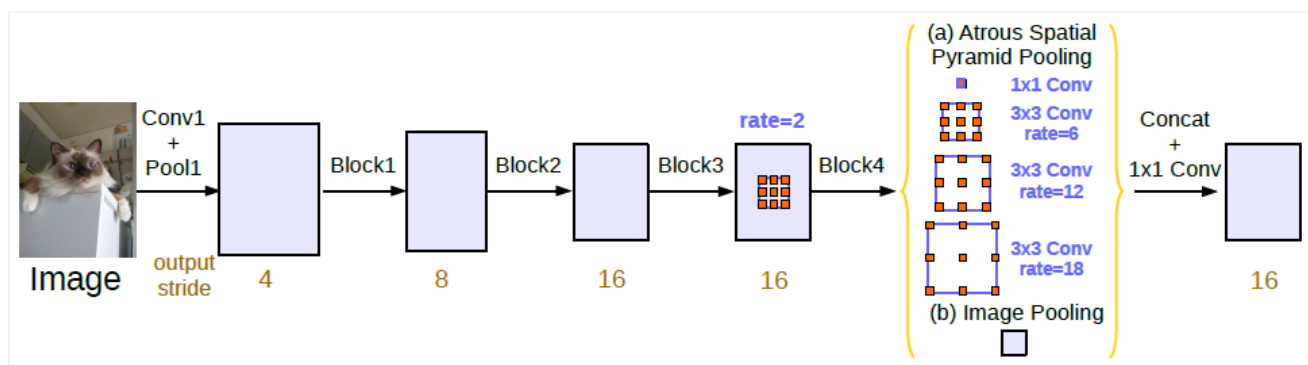 Image
Conv1
+
Pool1
output
stride
4
Block1
8
Block2
16
Block3
rate=2
16
Block4
(a) Atrous Spatial
Pyramid Pooling
1x1 Conv
3x3 Conv
rate=6
3x3 Conv
rate=12
3x3 Conv
rate=18
(b) Image Pooling
Concat
+
1x1 Conv
16